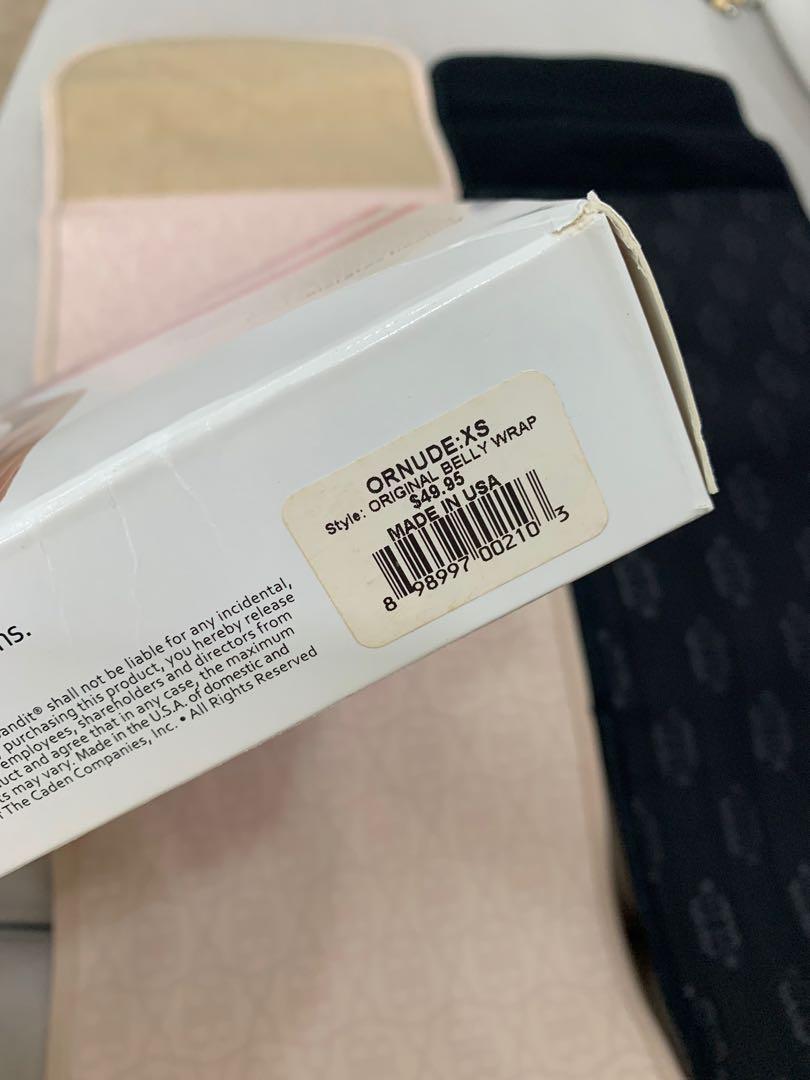 ORNUDE:XS
Style: ORIGINAL BELLY WRAP
$49.95
MADE IN USA
8 98997 00210 3
ns.
andit® shall not be liable for any incidental,
purchasing this product, you hereby release
employees, shareholders and directors from
uct and agree that in any case, the maximum
ts may vary. Made in the U.S.A. of domestic and
f The Caden Companies, Inc. • All Rights Reserved